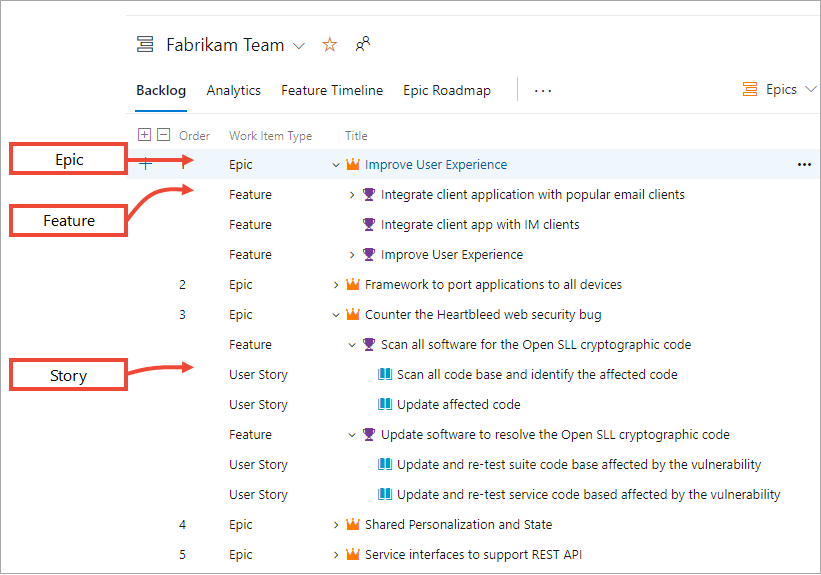 Fabrikam Team
Backlog Analytics Feature Timeline Epic Roadmap ... Epics
Order Work Item Type Title
Epic 1 Epic Improve User Experience ...
Feature Integrate client application with popular email clients
Feature
Feature Integrate client app with IM clients
Feature Improve User Experience
2 Epic Framework to port applications to all devices
3 Epic Counter the Heartbleed web security bug
Feature Scan all software for the Open SLL cryptographic code
Story User Story Scan all code base and identify the affected code
User Story Update affected code
Feature Update software to resolve the Open SLL cryptographic code
User Story Update and re-test suite code base affected by the vulnerability
User Story Update and re-test service code based affected by the vulnerability
4 Epic Shared Personalization and State
5 Epic Service interfaces to support REST API